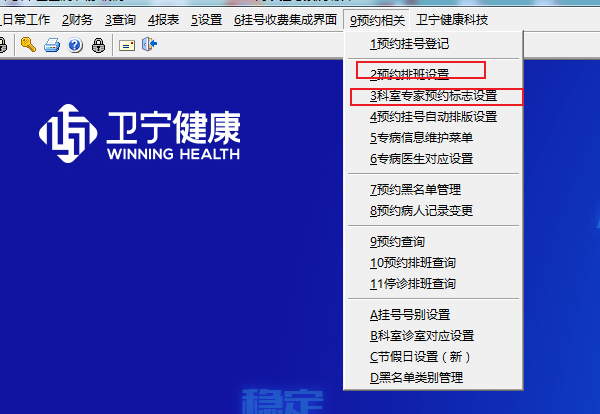 日常工作 2财务 3查询 4报表 5设置 6挂号收费集成界面 9预约相关 卫宁健康科技
1预约挂号登记
2预约排班设置
3科室专家预约标志设置
4预约挂号自动排版设置
5专病信息维护菜单
6专病医生对应设置
7预约黑名单管理
8预约病人记录变更
9预约查询
10预约排班查询
11停诊排班查询
A挂号号别设置
B科室诊室对应设置
C节假日设置（新）
D黑名单类别管理
卫宁健康
WINNING HEALTH
稳定